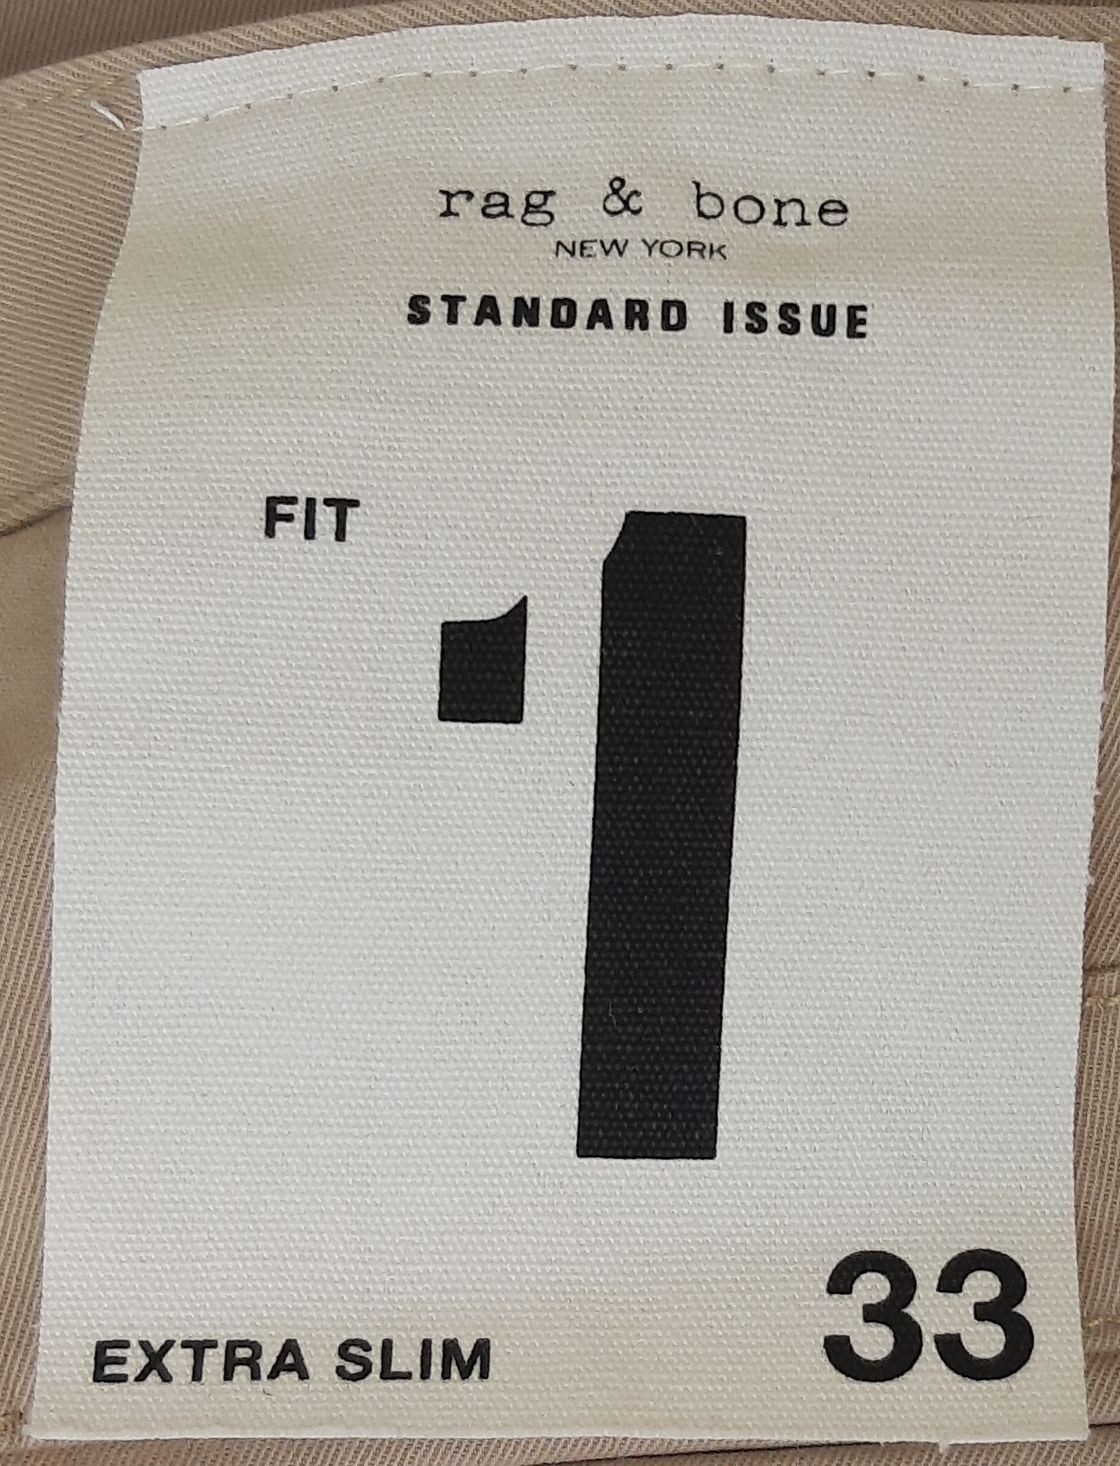 rag & bone
NEW YORK
STANDARD ISSUE
FIT
1
EXTRA SLIM
33